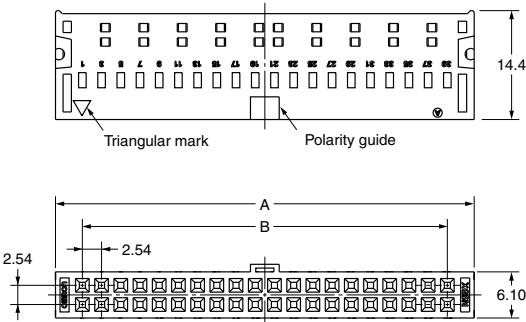 1 3 5 7 9 11 13 15 17 19 21 23 25 27 29 31 33 35 37 39
14.4
Triangular mark
Polarity guide
A
B
2.54
2.54
6.10
OMRON